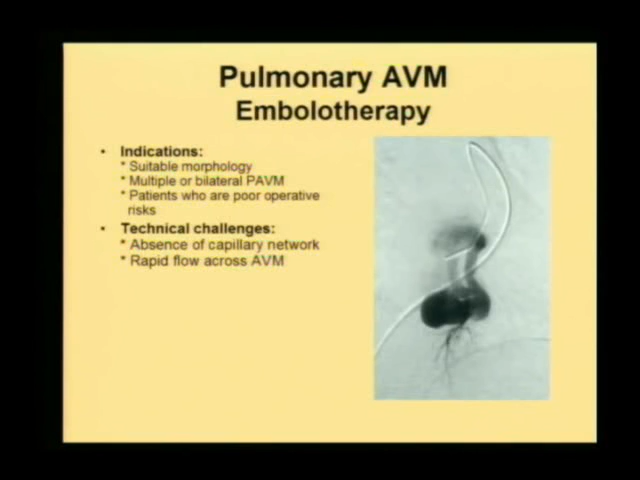 Pulmonary AVM
Embolotherapy
• Indications:
* Suitable morphology
* Multiple or bilateral PAVM
* Patients who are poor operative
risks
• Technical challenges:
* Absence of capillary network
* Rapid flow across AVM